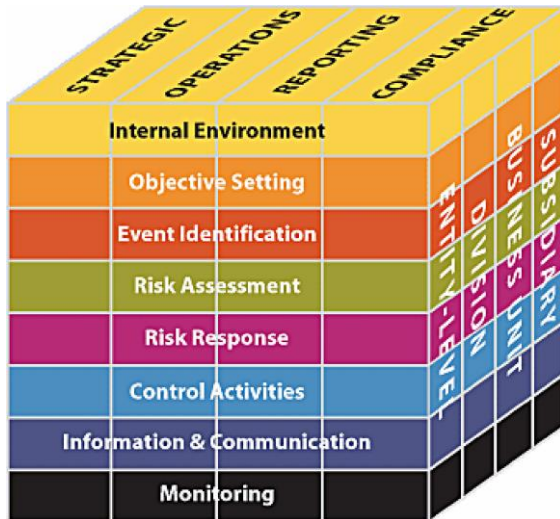 STRATEGIC
OPERATIONS
REPORTING
COMPLIANCE
Internal Environment
Objective Setting
Event Identification
Risk Assessment
Risk Response
Control Activities
Information & Communication
Monitoring
ENTITY-LEVEL
DIVISION
BUSINESS UNIT
SUBSIDIARY